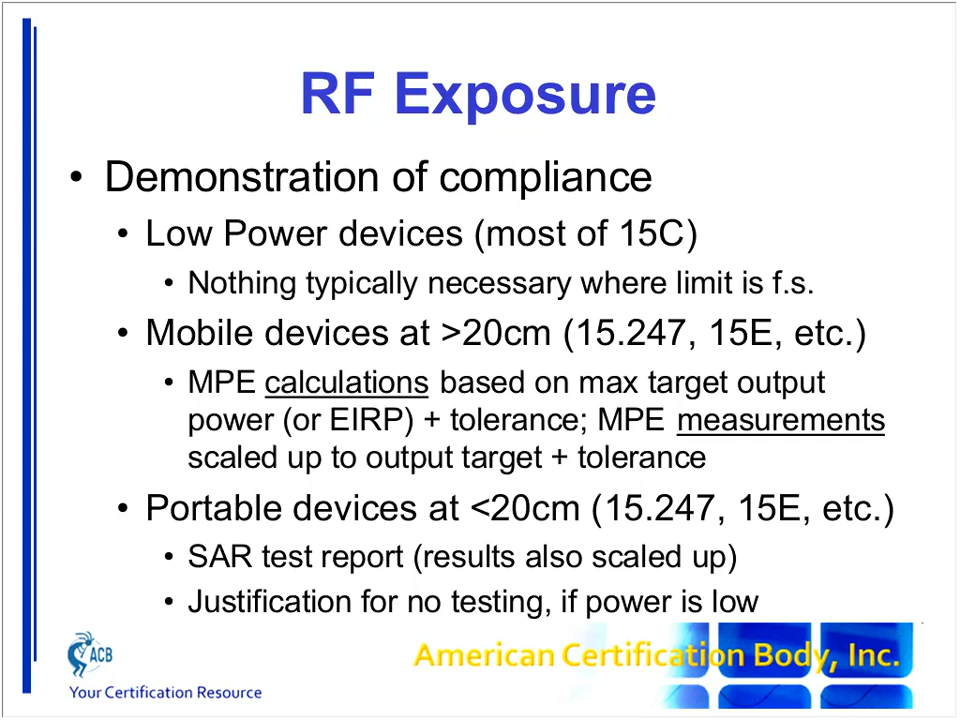 RF Exposure
• Demonstration of compliance
• Low Power devices (most of 15C)
• Nothing typically necessary where limit is f.s.
• Mobile devices at >20cm (15.247, 15E, etc.)
• MPE calculations based on max target output
power (or EIRP) + tolerance; MPE measurements
scaled up to output target + tolerance
• Portable devices at <20cm (15.247, 15E, etc.)
• SAR test report (results also scaled up)
• Justification for no testing, if power is low
ACB
American Certification Body, Inc.
Your Certification Resource